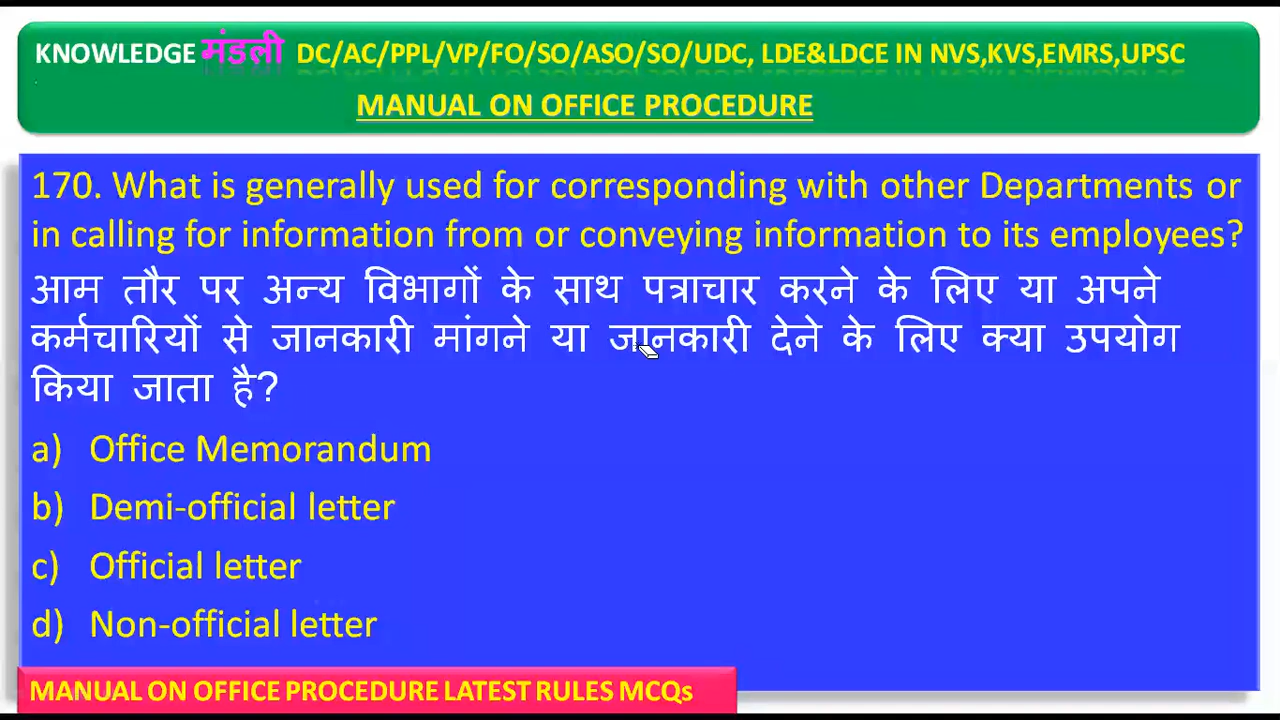 KNOWLEDGE मंडली DC/AC/PPL/VP/FO/SO/ASO/SO/UDC, LDE&LDCE IN NVS,KVS,EMRS,UPSC
MANUAL ON OFFICE PROCEDURE
170. What is generally used for corresponding with other Departments or
in calling for information from or conveying information to its employees?
आम तौर पर अन्य विभागों के साथ पत्राचार करने के लिए या अपने
कर्मचारियों से जानकारी मांगने या जानकारी देने के लिए क्या उपयोग
किया जाता है?
a) Office Memorandum
b) Demi-official letter
c) Official letter
d) Non-official letter
MANUAL ON OFFICE PROCEDURE LATEST RULES MCQs